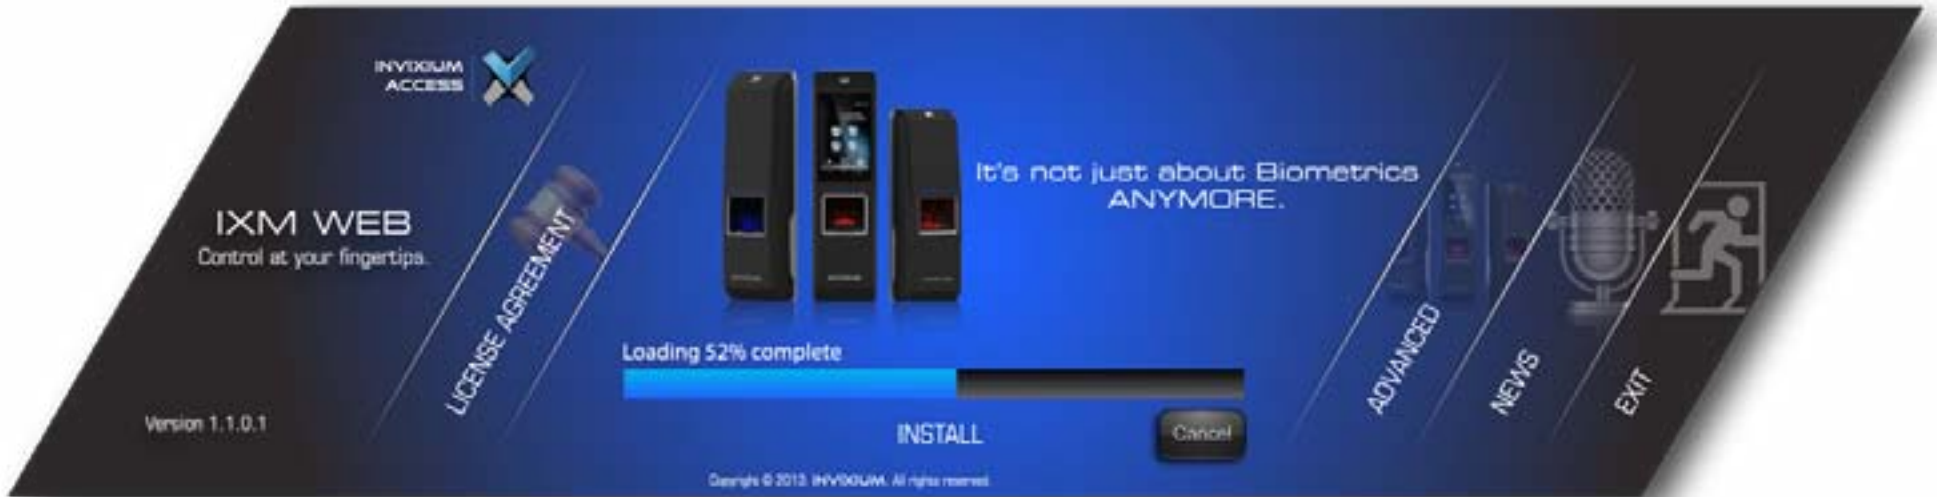 INVIXIUM
ACCESS
IXM WEB
Control at your fingertips.
Version 1.1.0.1
LICENSE AGREEMENT
It's not just about Biometrics
ANYMORE.
Loading 52% complete
INSTALL
Cancel
Copyright © 2013. INVIXIUM. All rights reserved.
ADVANCED
NEWS
EXIT